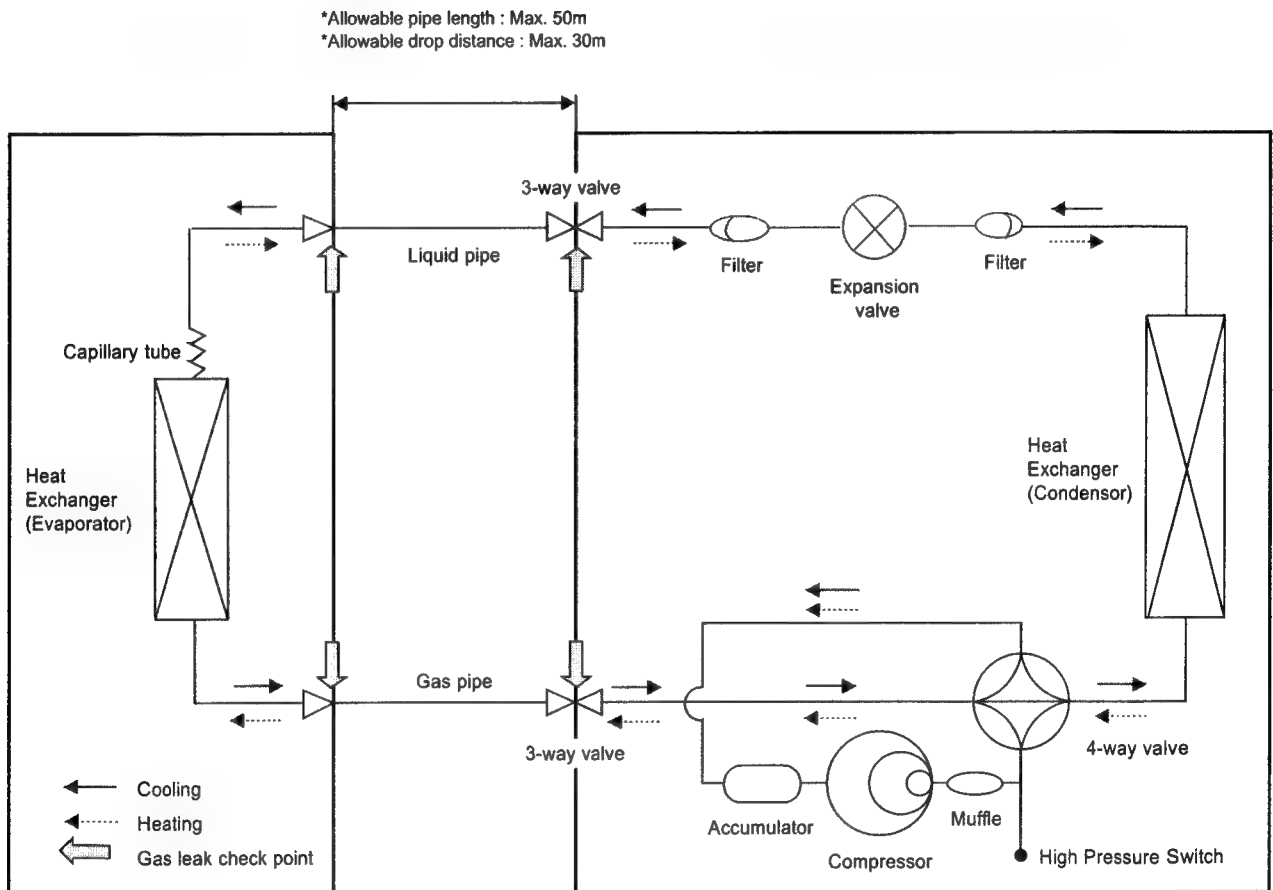 *Allowable pipe length : Max. 50m
*Allowable drop distance : Max. 30m
3-way valve
Liquid pipe
Filter
Expansion
valve
Filter
Capillary tube
Heat
Exchanger
(Evaporator)
Heat
Exchanger
(Condensor)
Gas pipe
3-way valve
4-way valve
Cooling
Heating
Gas leak check point
Accumulator
Compressor
Muffle
High Pressure Switch